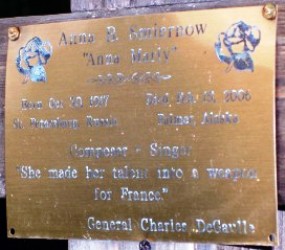 Anna B Smiernow
"Anna Marly"
Born Oct 30 1917 Died Feb. 15, 2006
St. Petersburg Russia Palmer, Alaska
Composer - Singer
"She made her talent into a weapon
for France."
General Charles DeGaulle